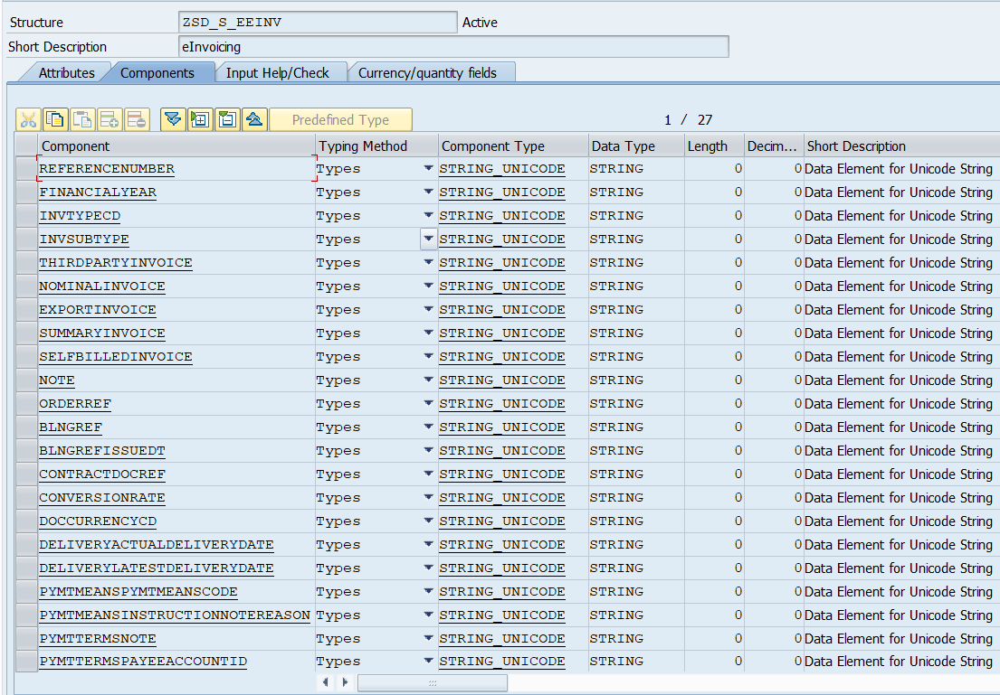 Structure ZSD_S_EEINV Active
Short Description eInvoicing
Attributes Components Input Help/Check Currency/quantity fields
Predefined Type 1 / 27
Component Typing Method Component Type Data Type Length Decim... Short Description
REFERENCENUMBER Types STRING_UNICODE STRING 0 0 Data Element for Unicode String
FINANCIALYEAR Types STRING_UNICODE STRING 0 0 Data Element for Unicode String
INVTYPECD Types STRING_UNICODE STRING 0 0 Data Element for Unicode String
INVSUBTYPE Types STRING_UNICODE STRING 0 0 Data Element for Unicode String
THIRDPARTYINVOICE Types STRING_UNICODE STRING 0 0 Data Element for Unicode String
NOMINALINVOICE Types STRING_UNICODE STRING 0 0 Data Element for Unicode String
EXPORTINVOICE Types STRING_UNICODE STRING 0 0 Data Element for Unicode String
SUMMARYINVOICE Types STRING_UNICODE STRING 0 0 Data Element for Unicode String
SELFBILLEDINVOICE Types STRING_UNICODE STRING 0 0 Data Element for Unicode String
NOTE Types STRING_UNICODE STRING 0 0 Data Element for Unicode String
ORDERREF Types STRING_UNICODE STRING 0 0 Data Element for Unicode String
BLNGREF Types STRING_UNICODE STRING 0 0 Data Element for Unicode String
BLNGREFISSUEDT Types STRING_UNICODE STRING 0 0 Data Element for Unicode String
CONTRACTDOCREF Types STRING_UNICODE STRING 0 0 Data Element for Unicode String
CONVERSIONRATE Types STRING_UNICODE STRING 0 0 Data Element for Unicode String
DOCCURRENCYCD Types STRING_UNICODE STRING 0 0 Data Element for Unicode String
DELIVERYACTUALDELIVERYDATE Types STRING_UNICODE STRING 0 0 Data Element for Unicode String
DELIVERYLATESTDELIVERYDATE Types STRING_UNICODE STRING 0 0 Data Element for Unicode String
PYMTMEANSPYMTMEANSCODE Types STRING_UNICODE STRING 0 0 Data Element for Unicode String
PYMTMEANSINSTRUCTIONNOTEREASON Types STRING_UNICODE STRING 0 0 Data Element for Unicode String
PYMTTERMSNOTE Types STRING_UNICODE STRING 0 0 Data Element for Unicode String
PYMTTERMSPAYEEACCOUNTID Types STRING_UNICODE STRING 0 0 Data Element for Unicode String